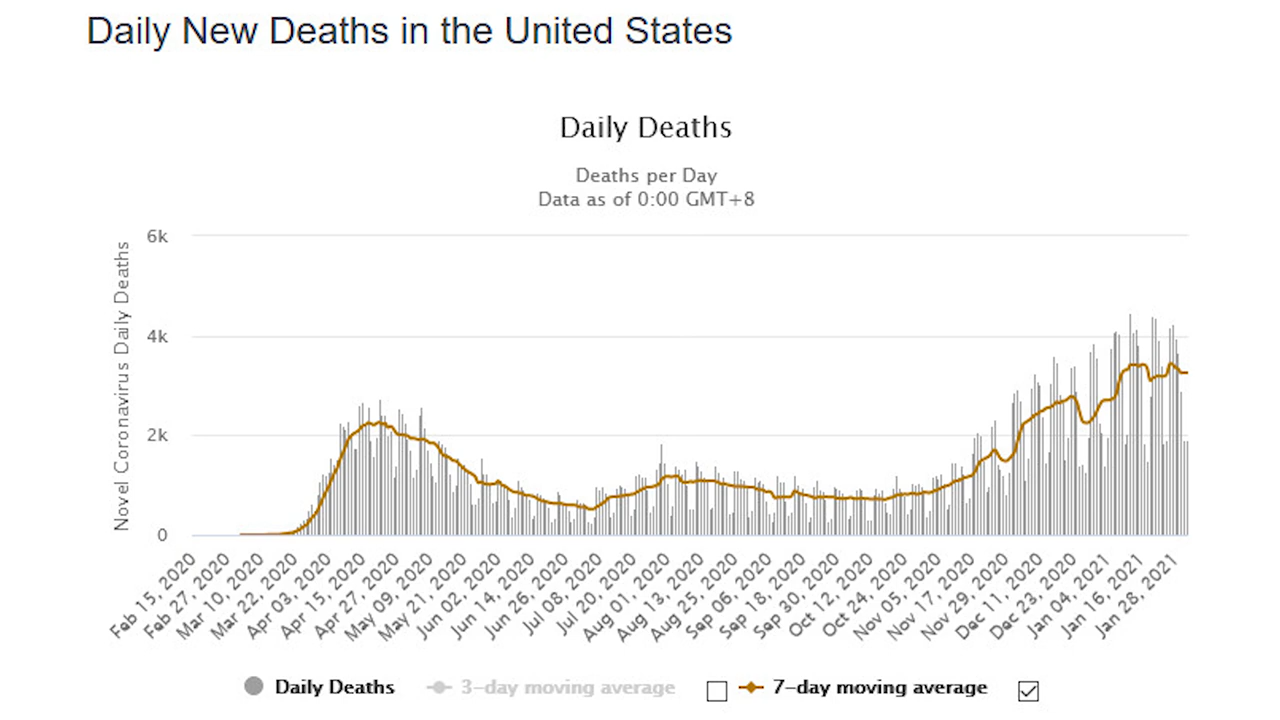 Daily New Deaths in the United States
Daily Deaths
Deaths per Day
Data as of 0:00 GMT+8
Novel Coronavirus Daily Deaths
6k
4k
2k
0
Feb 15, 2020
Feb 27, 2020
Mar 10, 2020
Mar 22, 2020
Apr 03, 2020
Apr 15, 2020
Apr 27, 2020
May 09, 2020
May 21, 2020
Jun 02, 2020
Jun 14, 2020
Jun 26, 2020
Jul 08, 2020
Jul 20, 2020
Aug 01, 2020
Aug 13, 2020
Aug 25, 2020
Sep 06, 2020
Sep 18, 2020
Sep 30, 2020
Oct 12, 2020
Oct 24, 2020
Nov 05, 2020
Nov 17, 2020
Nov 29, 2020
Dec 11, 2020
Dec 23, 2020
Jan 04, 2021
Jan 16, 2021
Jan 28, 2021
Daily Deaths 3-day moving average 7-day moving average